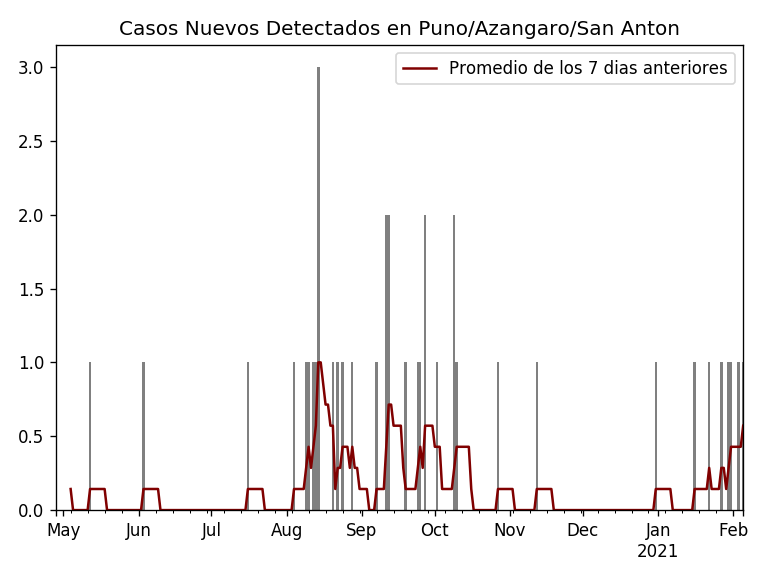 Casos Nuevos Detectados en Puno/Azangaro/San Anton
Promedio de los 7 dias anteriores
3.0
2.5
2.0
1.5
1.0
0.5
0.0
May Jun Jul Aug Sep Oct Nov Dec Jan Feb
2021